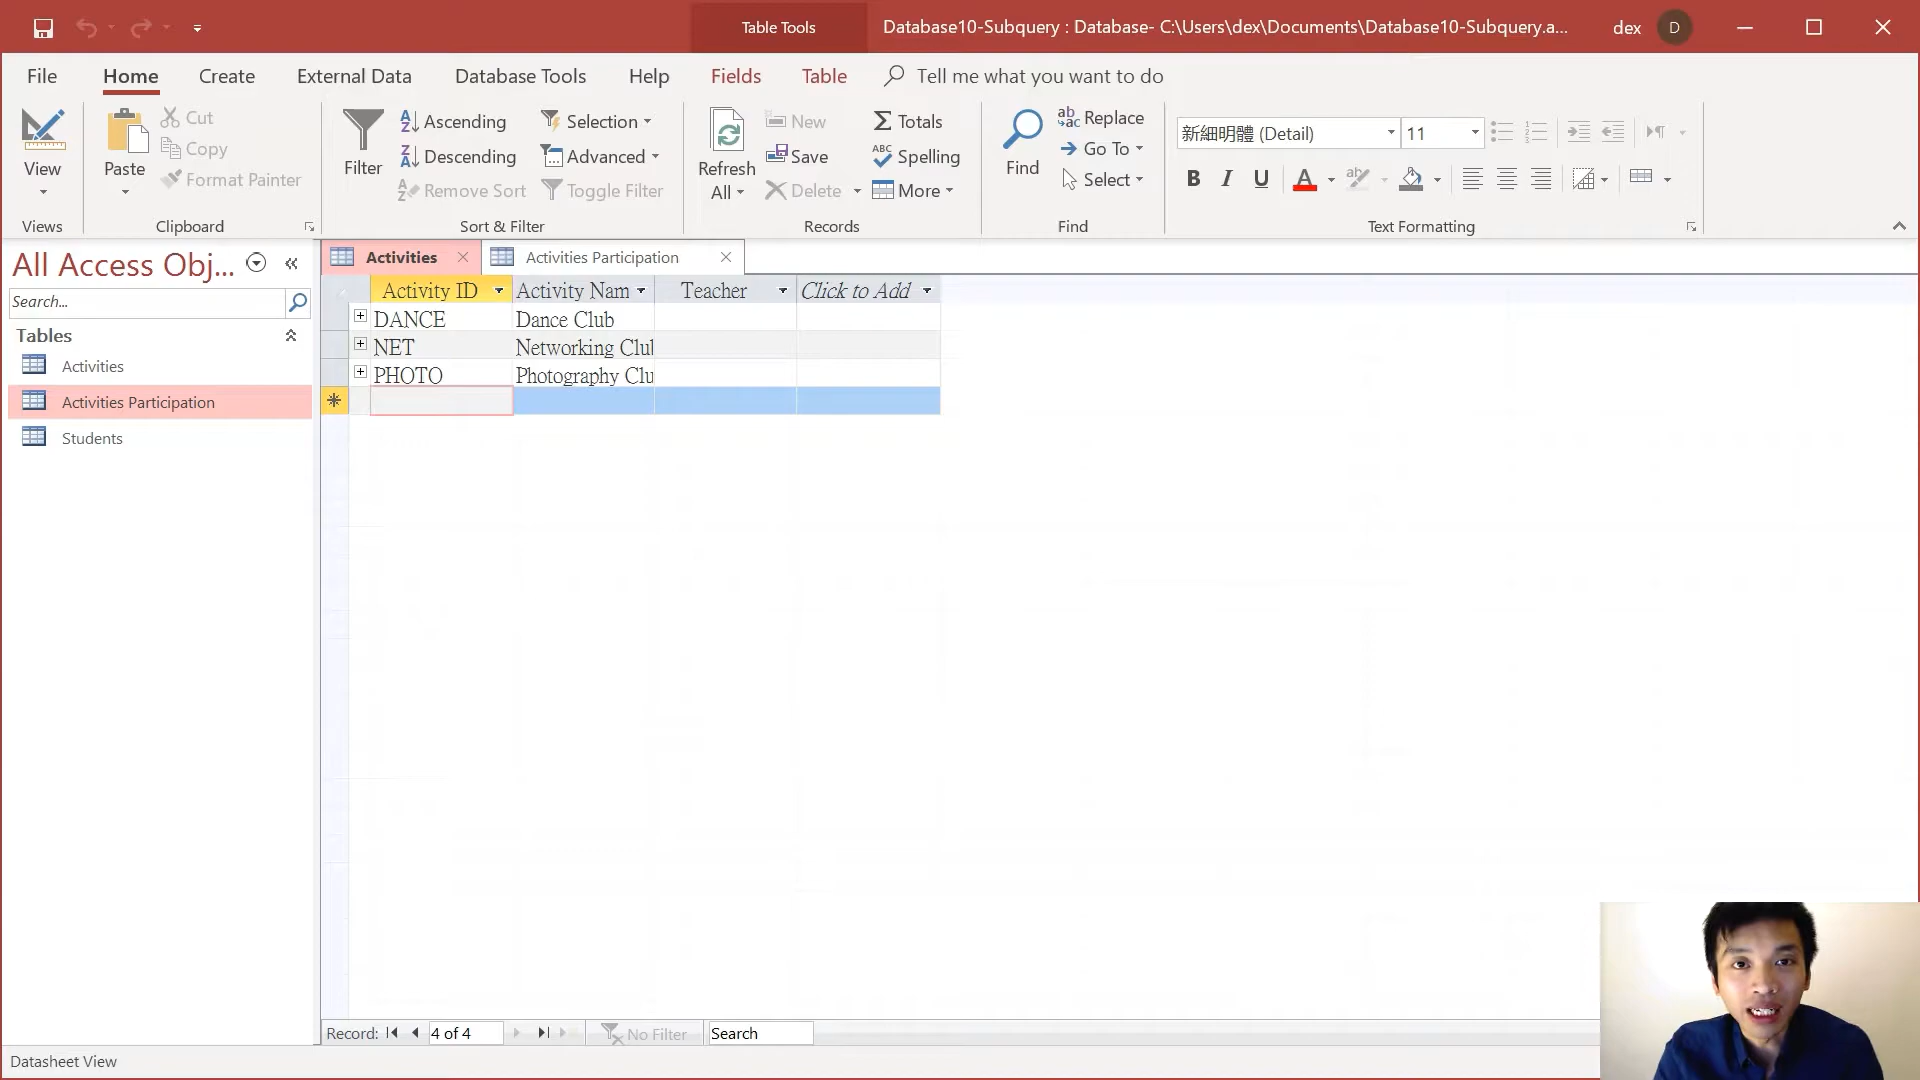 Table Tools
Database10-Subquery : Database- C:\Users\dex\Documents\Database10-Subquery.a...
dex
D
File
Home
Create
External Data
Database Tools
Help
Fields
Table
Tell me what you want to do
View
Views
Paste
Cut
Copy
Format Painter
Clipboard
Filter
Ascending
Descending
Remove Sort
Selection
Advanced
Toggle Filter
Sort & Filter
Refresh
All
New
Save
Delete
Totals
Spelling
More
Records
Find
Replace
Go To
Select
Find
新細明體 (Detail)
11
B I U
Text Formatting
All Access Obj...
Search...
Tables
Activities
Activities Participation
Students
Activities
Activities Participation
Activity ID
Activity Nam
Teacher
Click to Add
DANCE
Dance Club
NET
Networking Clul
PHOTO
Photography Clu
Record:
4 of 4
No Filter
Search
Datasheet View